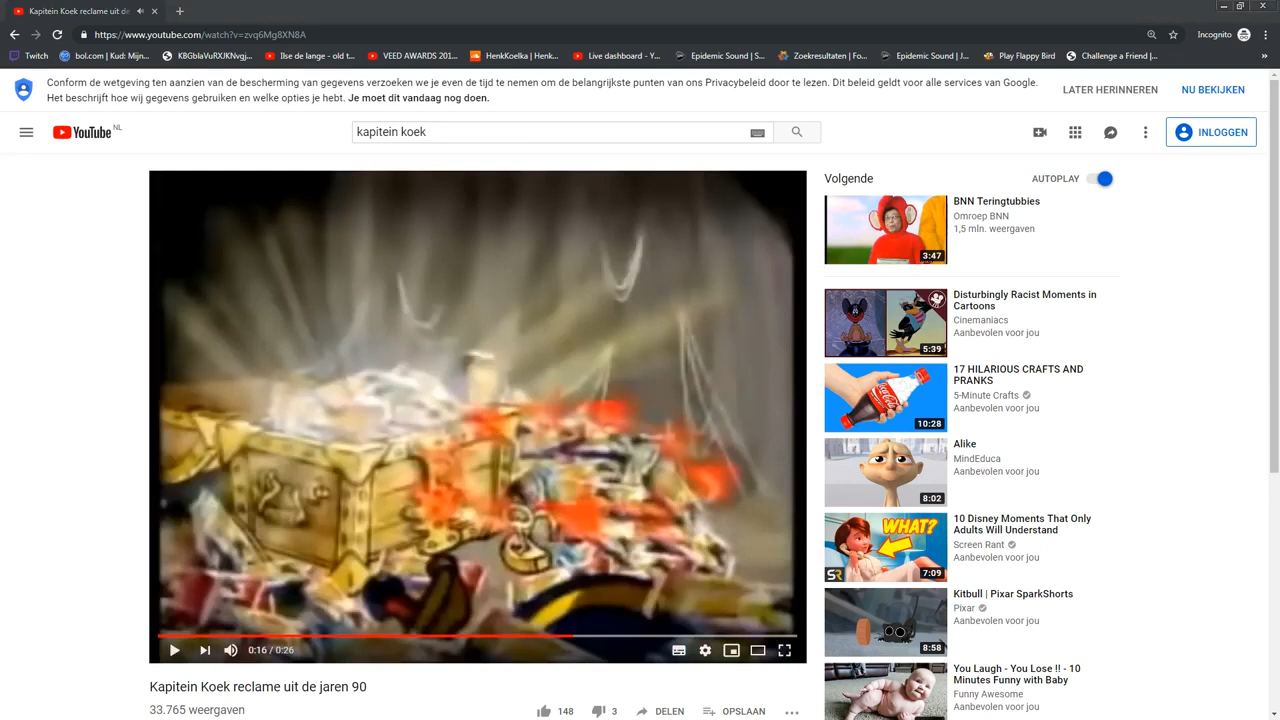 Kapitein Koek reclame uit de
https://www.youtube.com/watch?v=zvq6Mg8XN8A
Incognito
Twitch
bol.com | Kud: Mijn...
KBGblaVuRXJKNvgj...
Ilse de lange - old t...
VEED AWARDS 201...
HenkKoelka | Henk...
Live dashboard - Y...
Epidemic Sound | S...
Zoekresultaten | Fo...
Epidemic Sound | J...
Play Flappy Bird
Challenge a Friend |...
Conform de wetgeving ten aanzien van de bescherming van gegevens verzoeken we je even de tijd te nemen om de belangrijkste punten van ons Privacybeleid door te lezen. Dit beleid geldt voor alle services van Google.
Het beschrijft hoe wij gegevens gebruiken en welke opties je hebt. Je moet dit vandaag nog doen.
LATER HERINNEREN
NU BEKIJKEN
YouTube NL
kapitein koek
INLOGGEN
Volgende
AUTOPLAY
BNN Teringtubbies
Omroep BNN
1,5 mln. weergaven
3:47
Disturbingly Racist Moments in
Cartoons
Cinemaniacs
Aanbevolen voor jou
5:39
17 HILARIOUS CRAFTS AND
PRANKS
5-Minute Crafts
Aanbevolen voor jou
Coca-Cola
10:28
Alike
MindEduca
Aanbevolen voor jou
8:02
10 Disney Moments That Only
Adults Will Understand
Screen Rant
Aanbevolen voor jou
WHAT?
SR
7:09
Kitbull | Pixar SparkShorts
Pixar
Aanbevolen voor jou
8:58
You Laugh - You Lose !! - 10
Minutes Funny with Baby
Funny Awesome
Aanbevolen voor jou
0:16 / 0:26
Kapitein Koek reclame uit de jaren 90
33.765 weergaven
148
3
DELEN
OPSLAAN